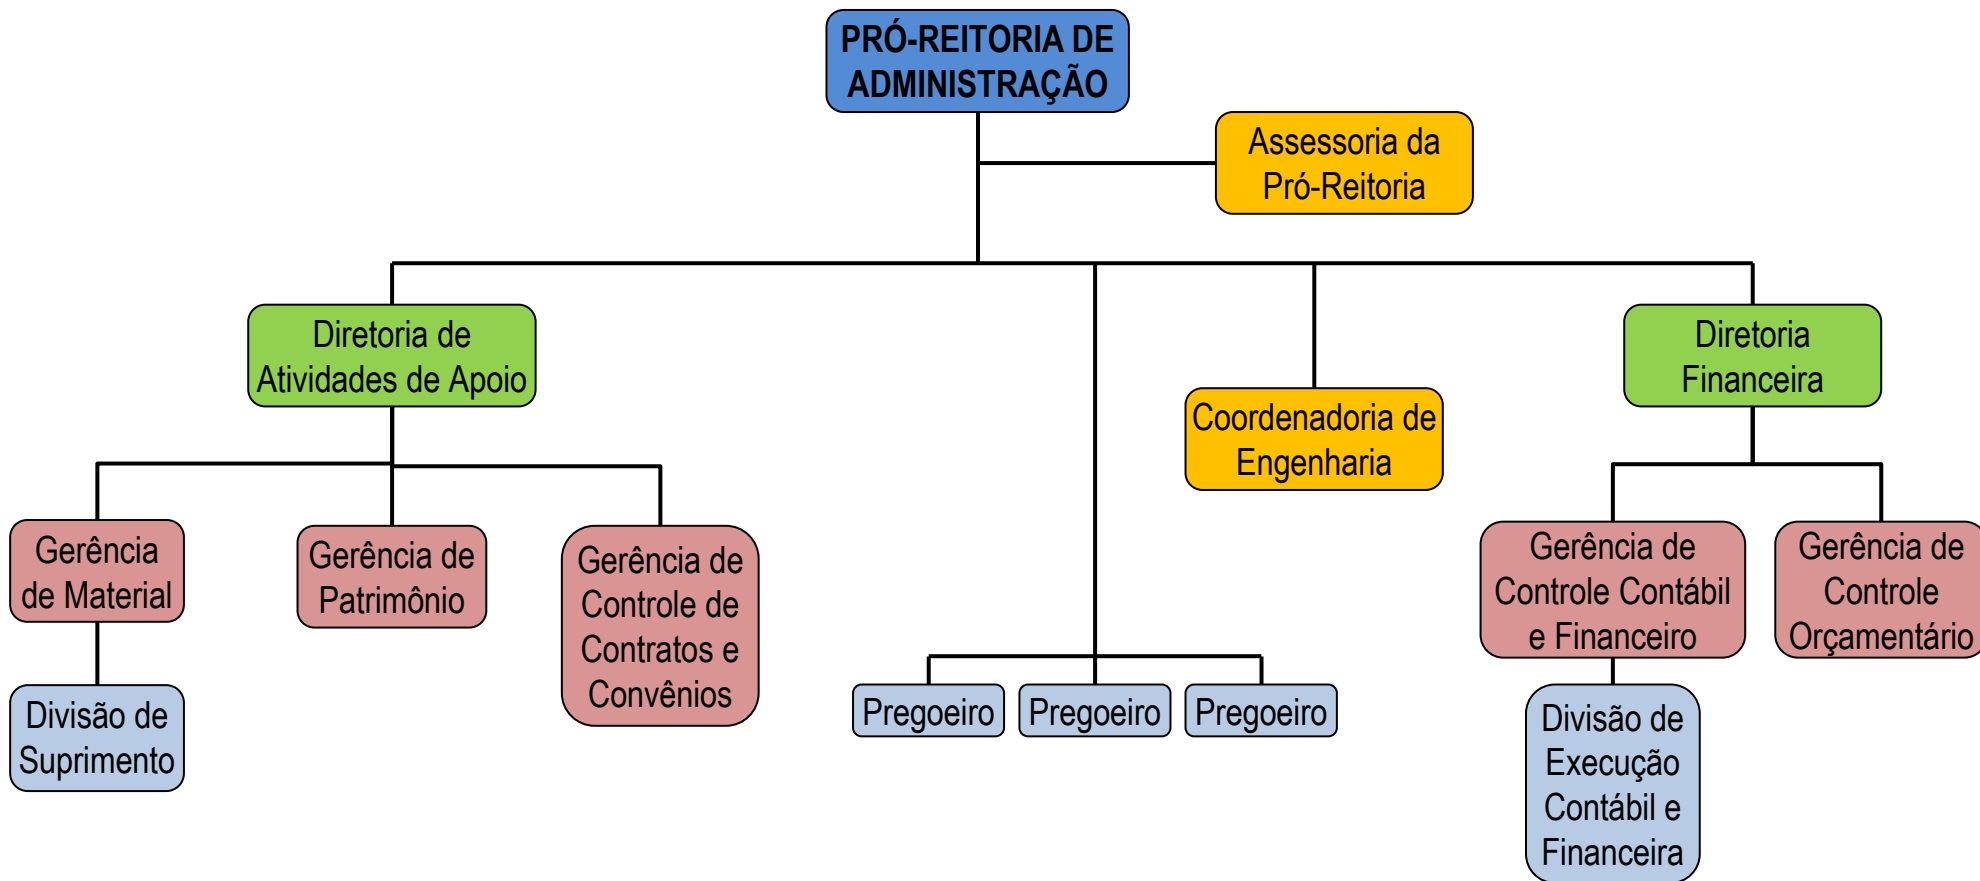 PRÓ-REITORIA DE
ADMINISTRAÇÃO
Assessoria da
Pró-Reitoria
Diretoria de
Atividades de Apoio
Diretoria
Financeira
Coordenadoria de
Engenharia
Gerência
de Material
Gerência de
Patrimônio
Gerência de
Controle de
Contratos e
Convênios
Gerência de
Controle Contábil
e Financeiro
Gerência de
Controle
Orçamentário
Divisão de
Suprimento
Pregoeiro
Pregoeiro
Pregoeiro
Divisão de
Execução
Contábil e
Financeira